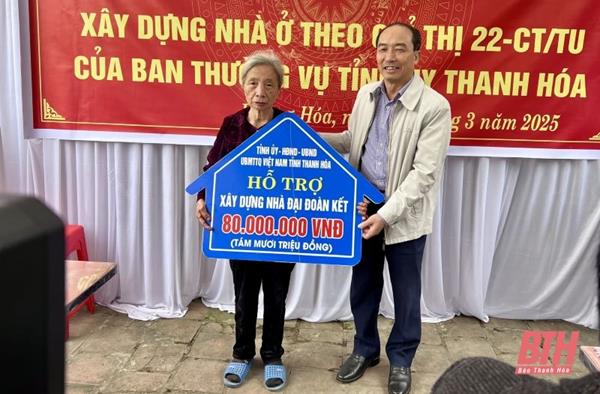 XÂY DỰNG NHÀ Ở THEO CHỈ THỊ 22-CT/TU
CỦA BAN THƯỜNG VỤ TỈNH ỦY THANH HÓA
Hóa, 3 năm 2025
TỈNH ỦY - HĐND - UBND
UBMTTQ VIỆT NAM TỈNH THANH HÓA
HỖ TRỢ
XÂY DỰNG NHÀ ĐẠI ĐOÀN KẾT
80.000.000 VNĐ
(TÁM MƯƠI TRIỆU ĐỒNG)
BTH
Báo Thanh Hóa